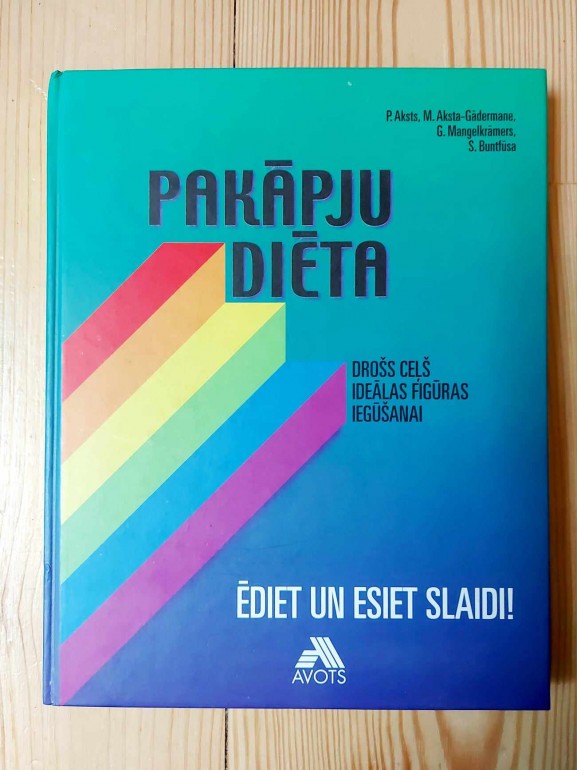 P. Aksts, M. Aksta-Gādermane,
G. Mangelkrāmers,
S. Buntfūsa
PAKĀPJU
DIĒTA
DROŠS CEĻŠ
IDEĀLAS FIGŪRAS
IEGŪŠANAI
ĒDIET UN ESIET SLAIDI!
AVOTS